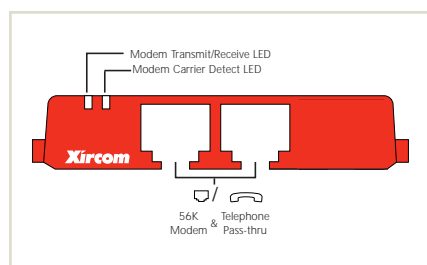 Modem Transmit/Receive LED
Modem Carrier Detect LED
Xircom
/
56K Modem & Telephone Pass-thru